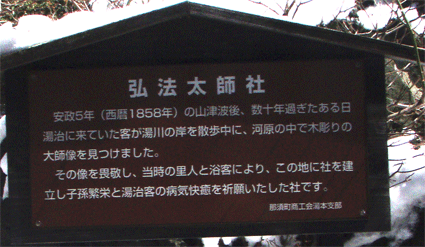 弘法太師社
安政5年（西暦1858年）の山津波後、数十年過ぎたある日
湯治に来ていた客が湯川の岸を散歩中に、河原の中で木彫りの
大師像を見つけました。
その像を畏敬し、当時の里人と浴客により、この地に社を建
立し子孫繁栄と湯治客の病気快癒を祈願いたした社です。
那須町商工会湯本支部